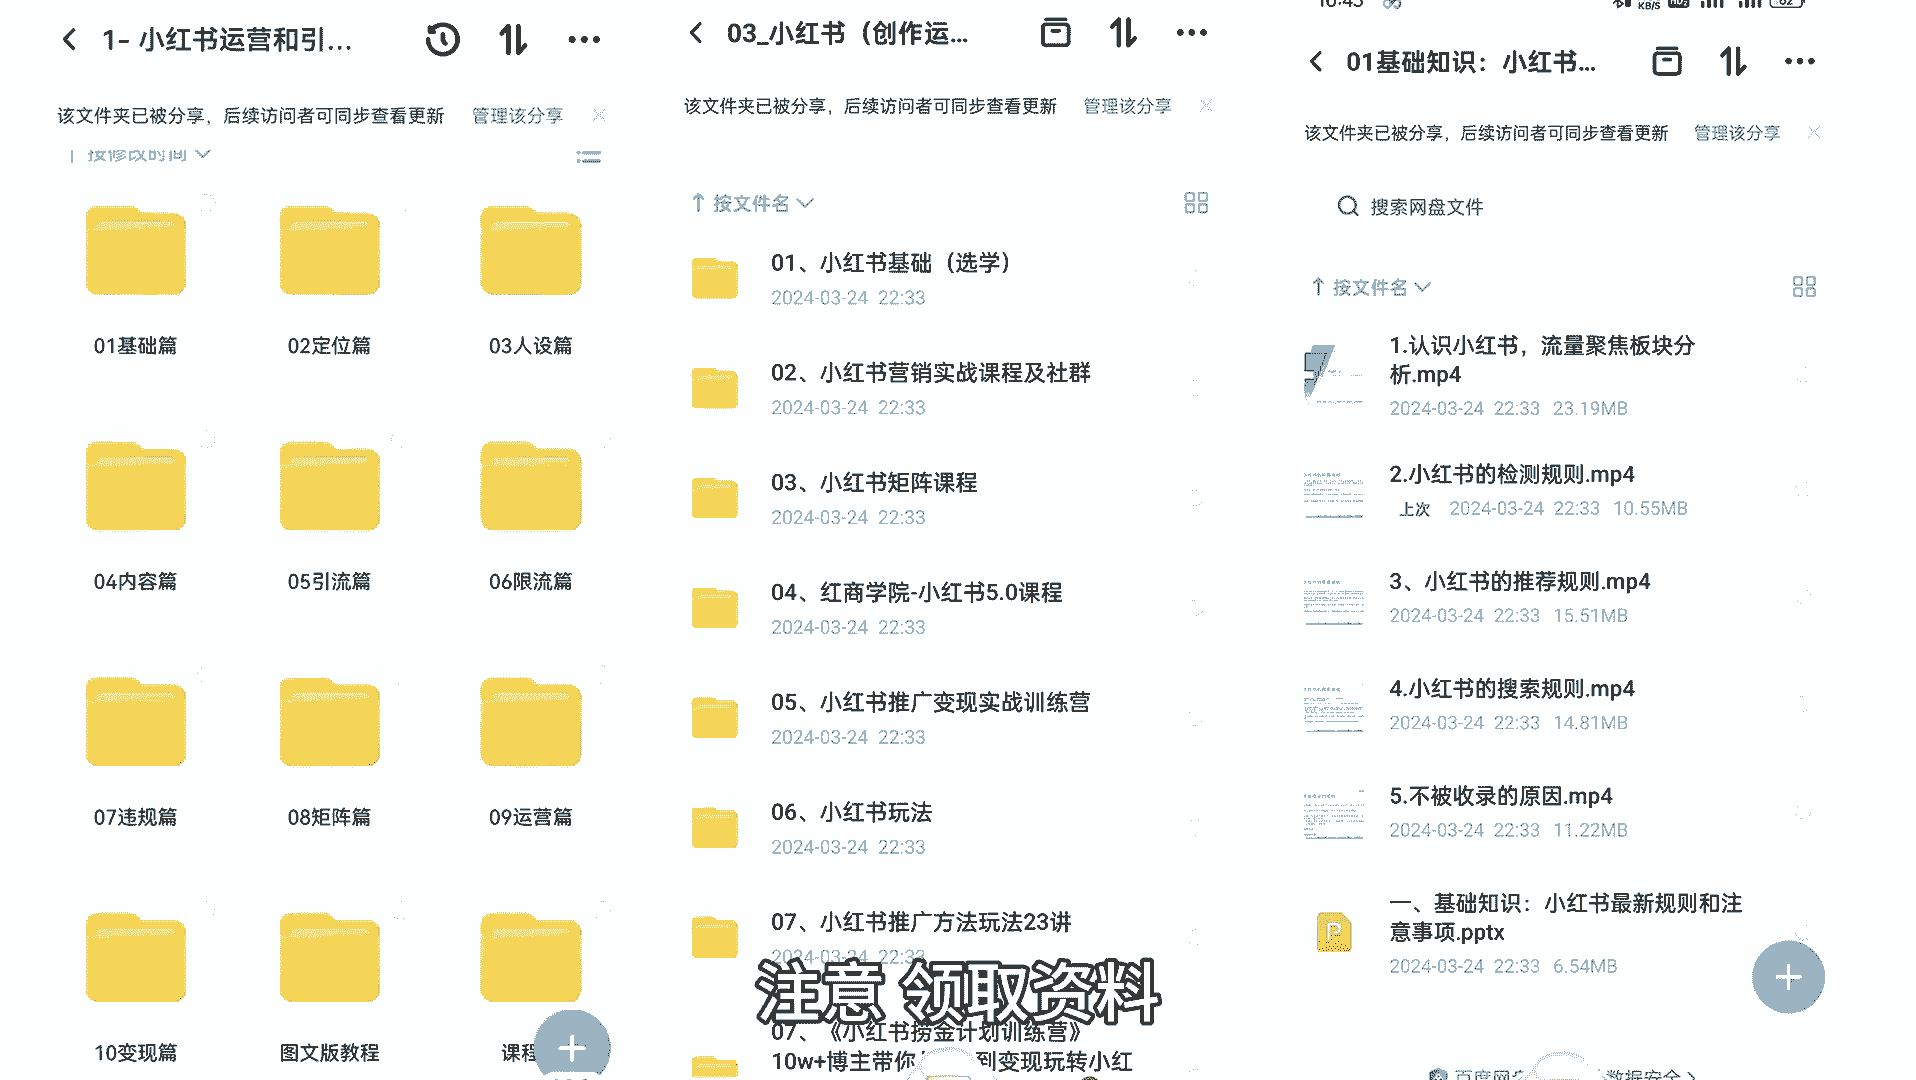 1- 小红书运营和引...
该文件夹已被分享，后续访问者可同步查看更新 管理该分享
按修改时间
01基础篇 02定位篇 03人设篇
04内容篇 05引流篇 06限流篇
07违规篇 08矩阵篇 09运营篇
10变现篇 图文版教程 课程
03_小红书（创作运...
该文件夹已被分享，后续访问者可同步查看更新 管理该分享
按文件名
01、小红书基础（选学）
2024-03-24 22:33
02、小红书营销实战课程及社群
2024-03-24 22:33
03、小红书矩阵课程
2024-03-24 22:33
04、红商学院-小红书5.0课程
2024-03-24 22:33
05、小红书推广变现实战训练营
2024-03-24 22:33
06、小红书玩法
2024-03-24 22:33
07、小红书推广方法玩法23讲
2024-03-24 22:33
07、《小红书捞金计划训练营》
10w+博主带你 到变现玩转小红
注意 领取资料
KB/S
01基础知识：小红书...
该文件夹已被分享，后续访问者可同步查看更新 管理该分享
搜索网盘文件
按文件名
1.认识小红书，流量聚焦板块分
析.mp4
2024-03-24 22:33 23.19MB
2.小红书的检测规则.mp4
上次 2024-03-24 22:33 10.55MB
3、小红书的推荐规则.mp4
2024-03-24 22:33 15.51MB
4.小红书的搜索规则.mp4
2024-03-24 22:33 14.81MB
5.不被收录的原因.mp4
2024-03-24 22:33 11.22MB
一、基础知识：小红书最新规则和注
意事项.pptx
2024-03-24 22:33 6.54MB